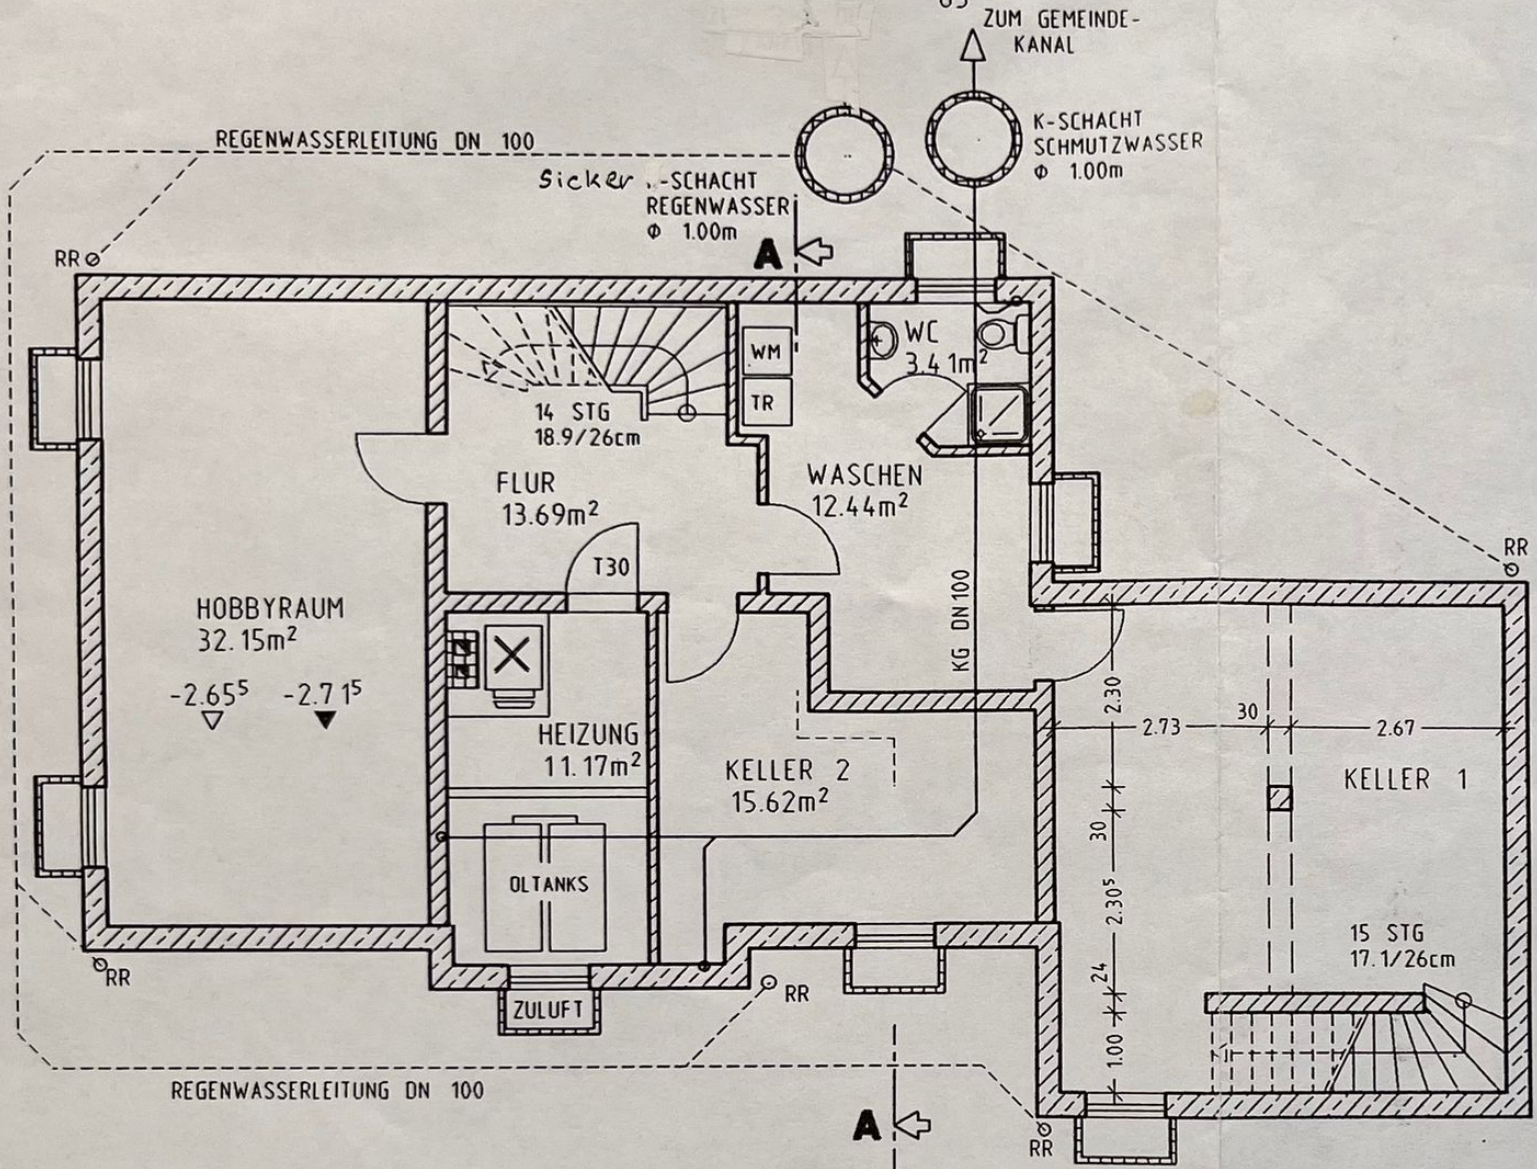 ZUM GEMEINDE-
KANAL
REGENWASSERLEITUNG DN 100
K-SCHACHT
SCHMUTZWASSER
Φ 1.00m
Sicker -SCHACHT
REGENWASSER
Φ 1.00m
A
RR
WC
3.41m²
WM
TR
14 STG
18.9/26cm
FLUR
13.69m²
WASCHEN
12.44m²
RR
T30
HOBBYRAUM
32.15m²
KG DN100
-2.65⁵ -2.71⁵
2.30
30
2.73
2.67
HEIZUNG
11.17m²
KELLER 2
15.62m²
KELLER 1
30
OLTANKS
2.30⁵
15 STG
17.1/26cm
24
RR
RR
ZULUFT
1.00
REGENWASSERLEITUNG DN 100
A
RR